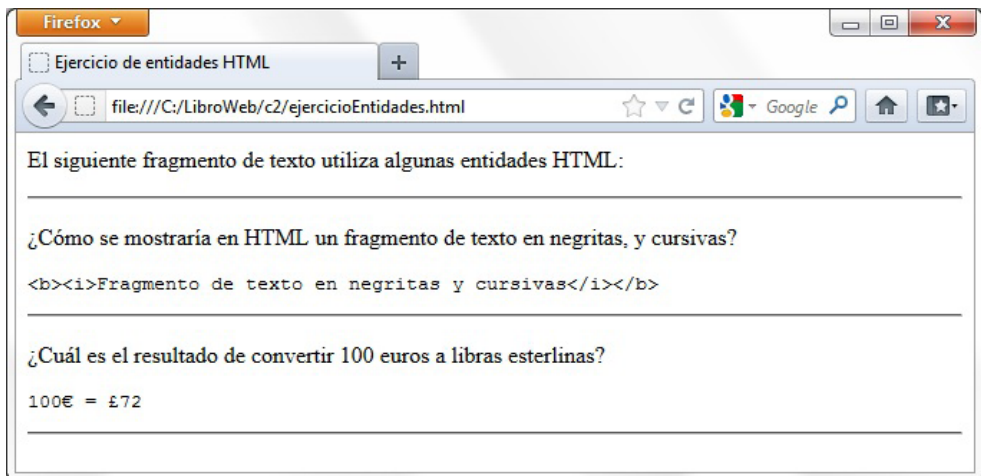 Firefox
Ejercicio de entidades HTML
file:///C:/LibroWeb/c2/ejercicioEntidades.html
Google
El siguiente fragmento de texto utiliza algunas entidades HTML:
¿Cómo se mostraría en HTML un fragmento de texto en negritas, y cursivas?
<b><i>Fragmento de texto en negritas y cursivas</i></b>
¿Cuál es el resultado de convertir 100 euros a libras esterlinas?
100€ = £72